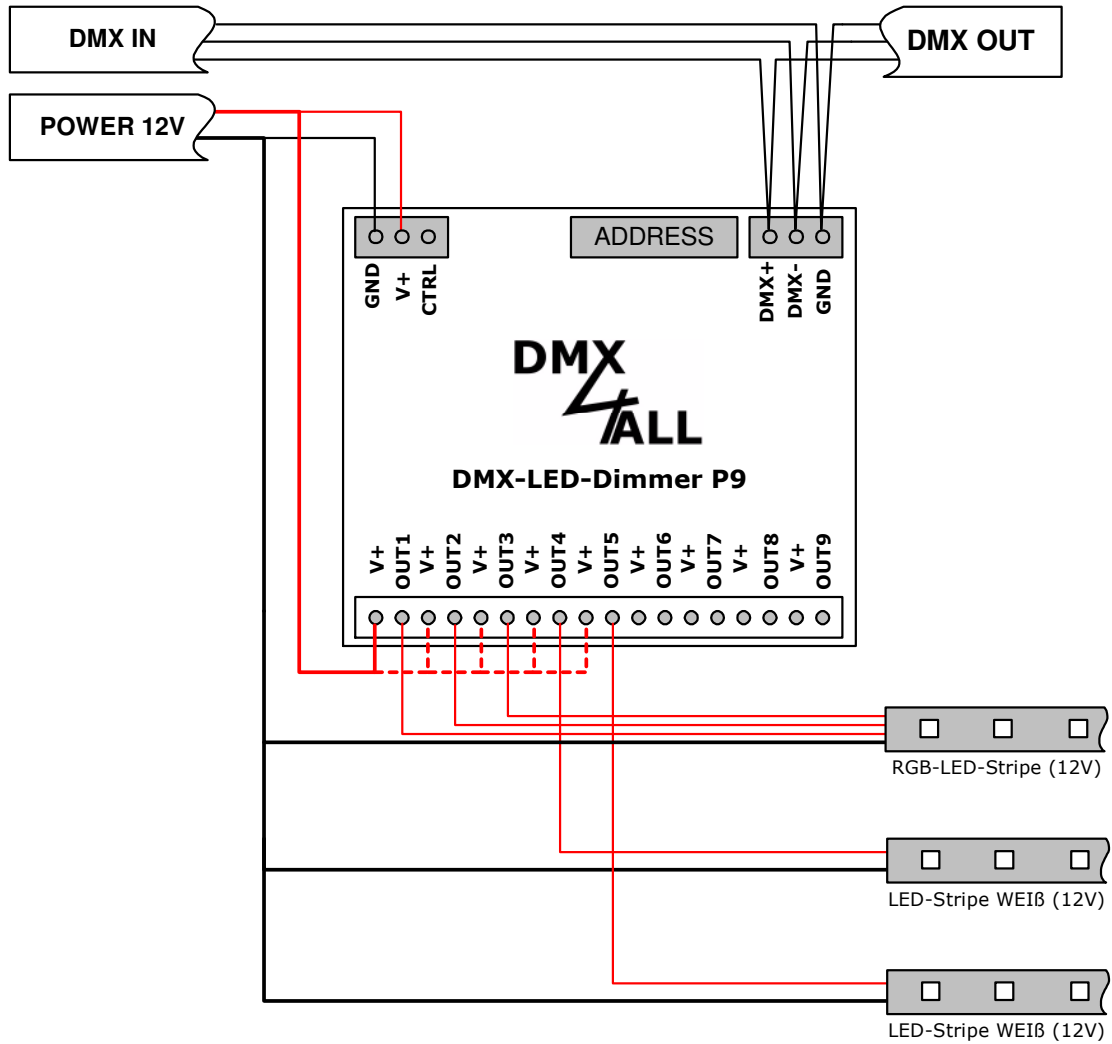 DMX IN
DMX OUT
POWER 12V
ADDRESS
GND
V+
CTRL
DMX+
DMX-
GND
DMX
4ALL
DMX-LED-Dimmer P9
V+
OUT1
V+
OUT2
V+
OUT3
V+
OUT4
V+
OUT5
V+
OUT6
V+
OUT7
V+
OUT8
V+
OUT9
RGB-LED-Stripe (12V)
LED-Stripe WEIß (12V)
LED-Stripe WEIß (12V)